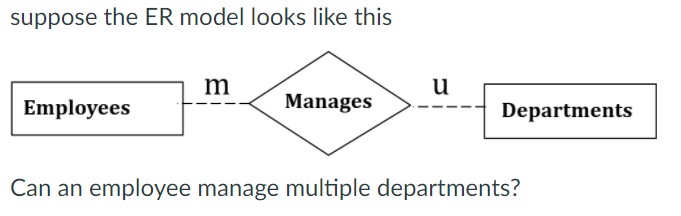 suppose the ER model looks like this
m
u
Employees
Manages
Departments
Can an employee manage multiple departments?